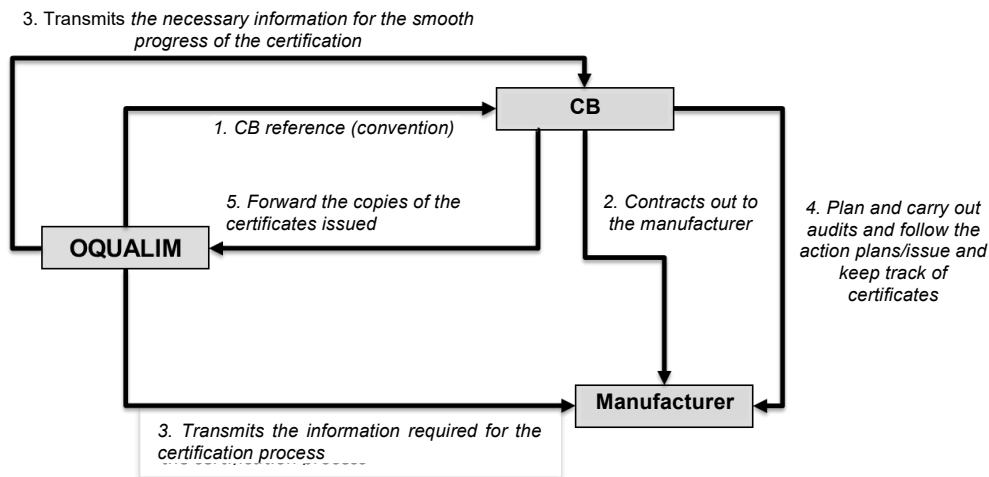 3. Transmits the necessary information for the smooth
progress of the certification
CB
1. CB reference (convention)
5. Forward the copies of the
certificates issued
2. Contracts out to
the manufacturer
4. Plan and carry out
audits and follow the
action plans/issue and
keep track of
certificates
OQUALIM
Manufacturer
3. Transmits the information required for the
certification process